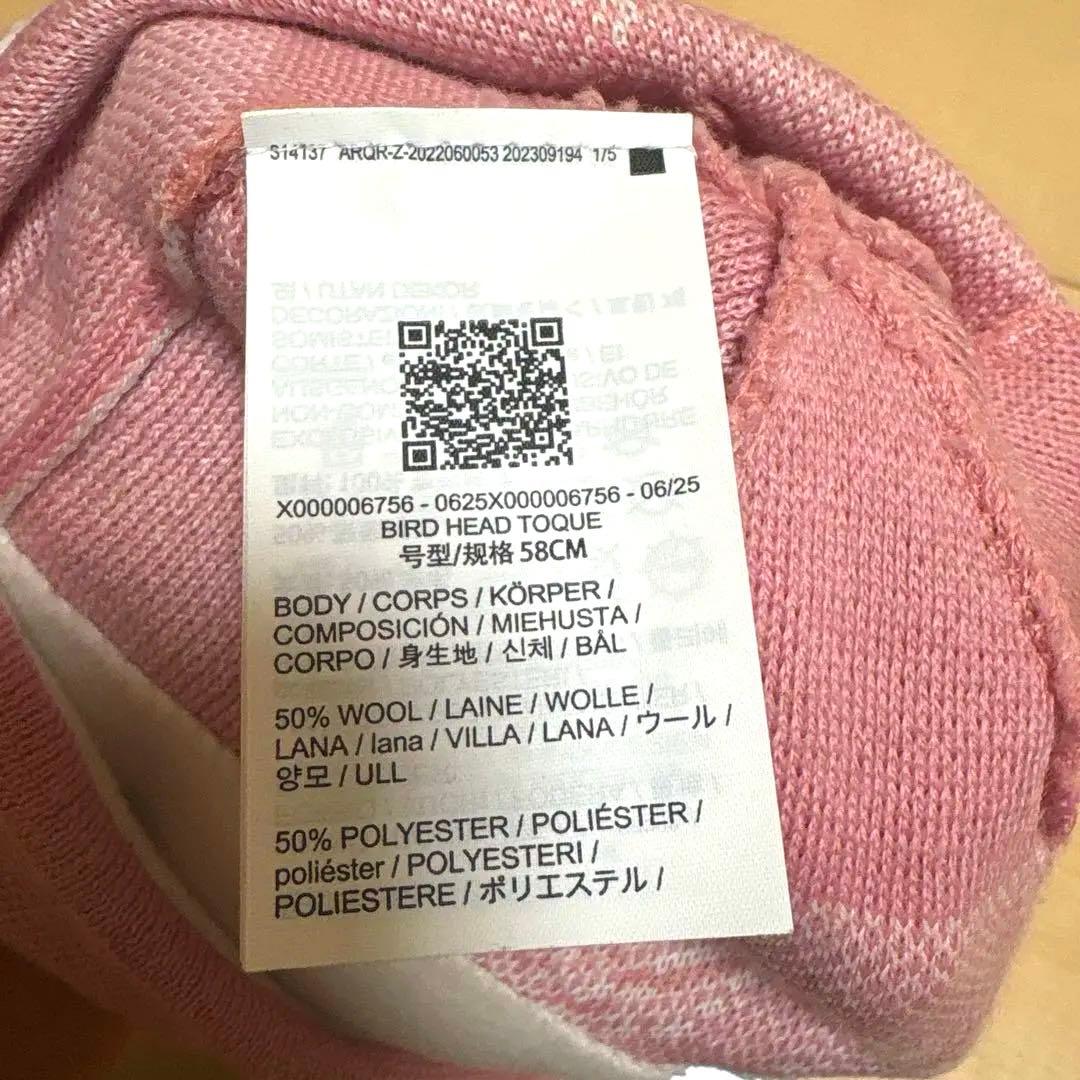 S14137 ARQR-Z-2022060053 202309194 1/5
X000006756 - 0625X000006756 - 06/25
BIRD HEAD TOQUE
号型/规格 58CM
BODY / CORPS / KÖRPER /
COMPOSICIÓN / MIEHUSTA /
CORPO / 身生地 / 신체 / BÅL
50% WOOL / LAINE / WOLLE /
LANA / lana / VILLA / LANA / ウール /
양모 / ULL
50% POLYESTER / POLIÉSTER /
poliéster / POLYESTERI /
POLIESTERE / ポリエステル /